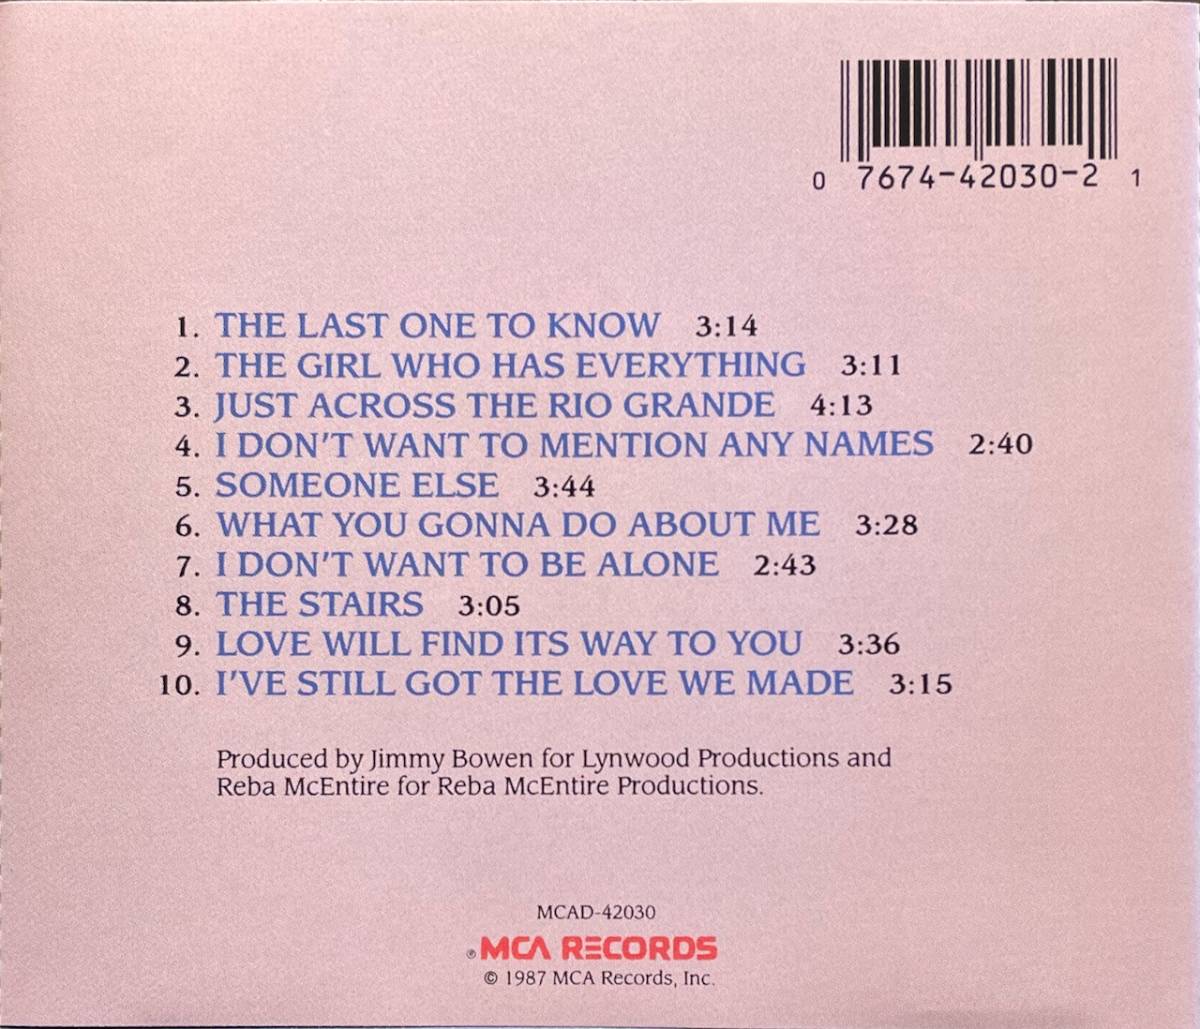 0 7674-42030-2 1
1. THE LAST ONE TO KNOW 3:14
2. THE GIRL WHO HAS EVERYTHING 3:11
3. JUST ACROSS THE RIO GRANDE 4:13
4. I DON'T WANT TO MENTION ANY NAMES 2:40
5. SOMEONE ELSE 3:44
6. WHAT YOU GONNA DO ABOUT ME 3:28
7. I DON'T WANT TO BE ALONE 2:43
8. THE STAIRS 3:05
9. LOVE WILL FIND ITS WAY TO YOU 3:36
10. I'VE STILL GOT THE LOVE WE MADE 3:15
Produced by Jimmy Bowen for Lynwood Productions and
Reba McEntire for Reba McEntire Productions.
MCAD-42030
℗ MCA RECORDS
© 1987 MCA Records, Inc.